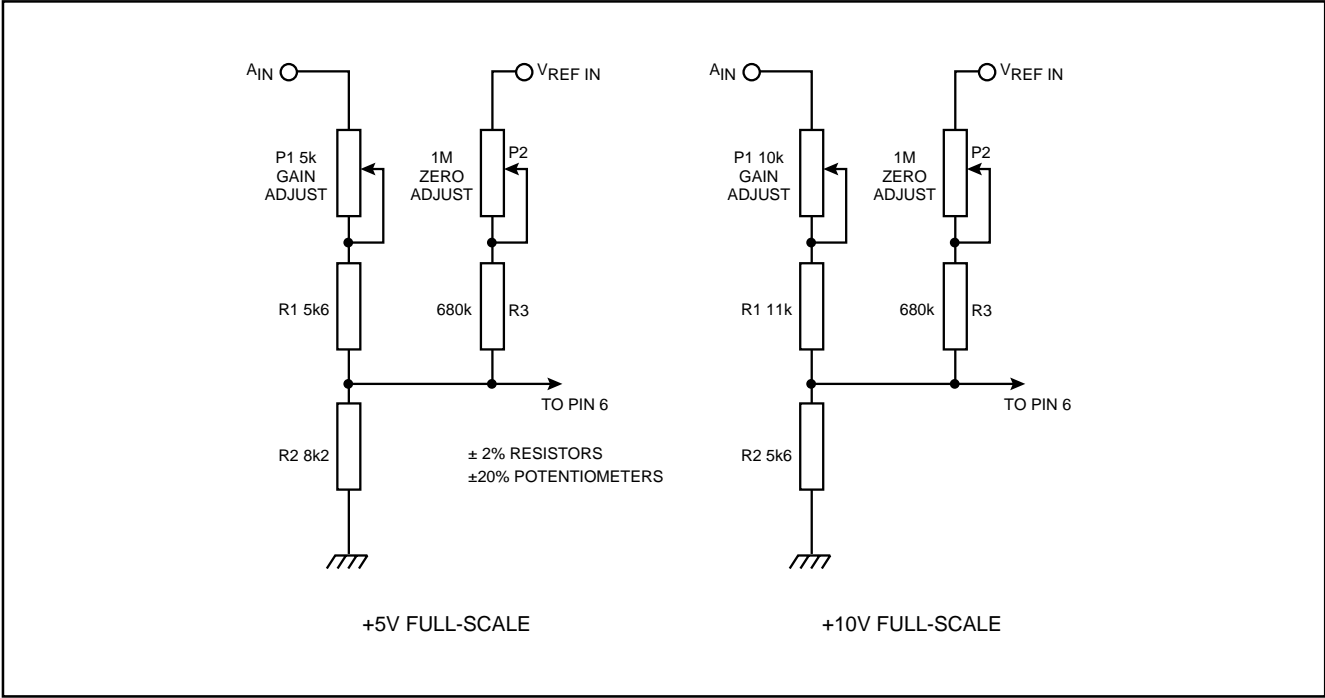 AIN
VREF IN
P1 5k
GAIN
ADJUST
1M
ZERO
ADJUST
P2
R1 5k6
680k
R3
TO PIN 6
R2 8k2
± 2% RESISTORS
±20% POTENTIOMETERS
+5V FULL-SCALE
AIN
VREF IN
P1 10k
GAIN
ADJUST
1M
ZERO
ADJUST
P2
R1 11k
680k
R3
TO PIN 6
R2 5k6
+10V FULL-SCALE